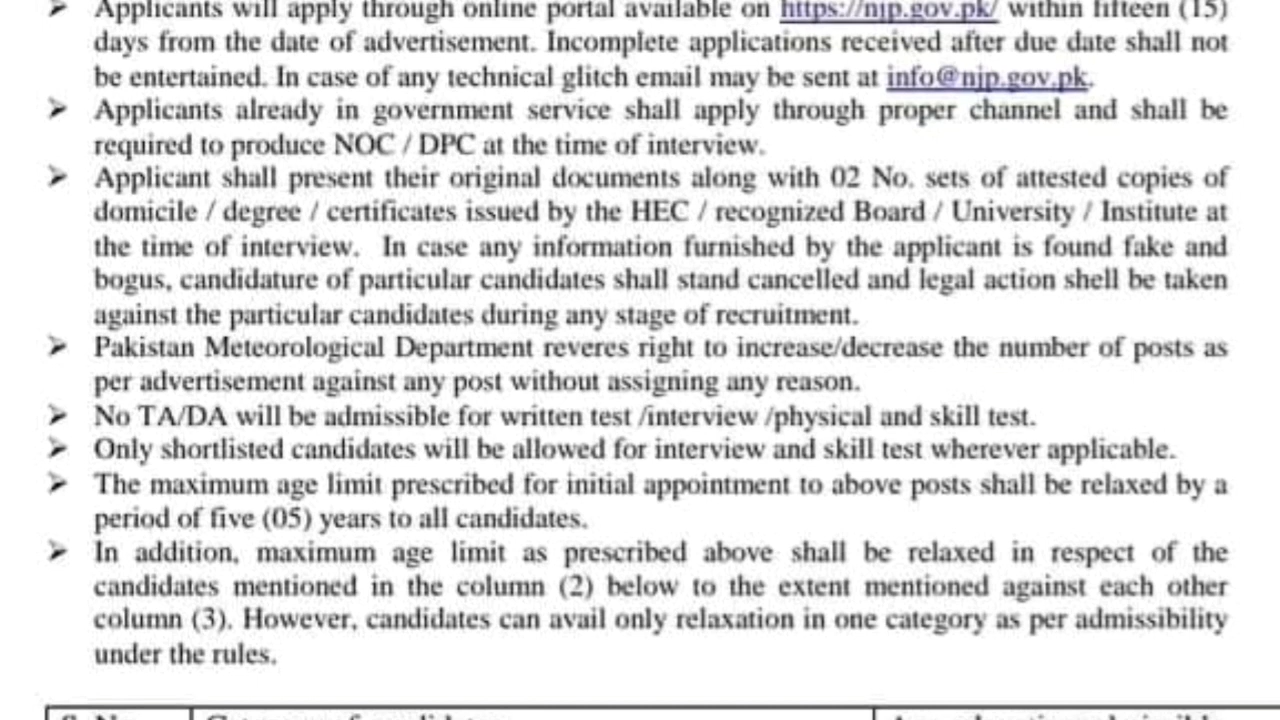 ➢ Applicants will apply through online portal available on https://njp.gov.pk/ within fifteen (15)
days from the date of advertisement. Incomplete applications received after due date shall not
be entertained. In case of any technical glitch email may be sent at info@njp.gov.pk.
➢ Applicants already in government service shall apply through proper channel and shall be
required to produce NOC / DPC at the time of interview.
➢ Applicant shall present their original documents along with 02 No. sets of attested copies of
domicile / degree / certificates issued by the HEC / recognized Board / University / Institute at
the time of interview. In case any information furnished by the applicant is found fake and
bogus, candidature of particular candidates shall stand cancelled and legal action shell be taken
against the particular candidates during any stage of recruitment.
➢ Pakistan Meteorological Department reveres right to increase/decrease the number of posts as
per advertisement against any post without assigning any reason.
➢ No TA/DA will be admissible for written test /interview /physical and skill test.
➢ Only shortlisted candidates will be allowed for interview and skill test wherever applicable.
➢ The maximum age limit prescribed for initial appointment to above posts shall be relaxed by a
period of five (05) years to all candidates.
➢ In addition, maximum age limit as prescribed above shall be relaxed in respect of the
candidates mentioned in the column (2) below to the extent mentioned against each other
column (3). However, candidates can avail only relaxation in one category as per admissibility
under the rules.